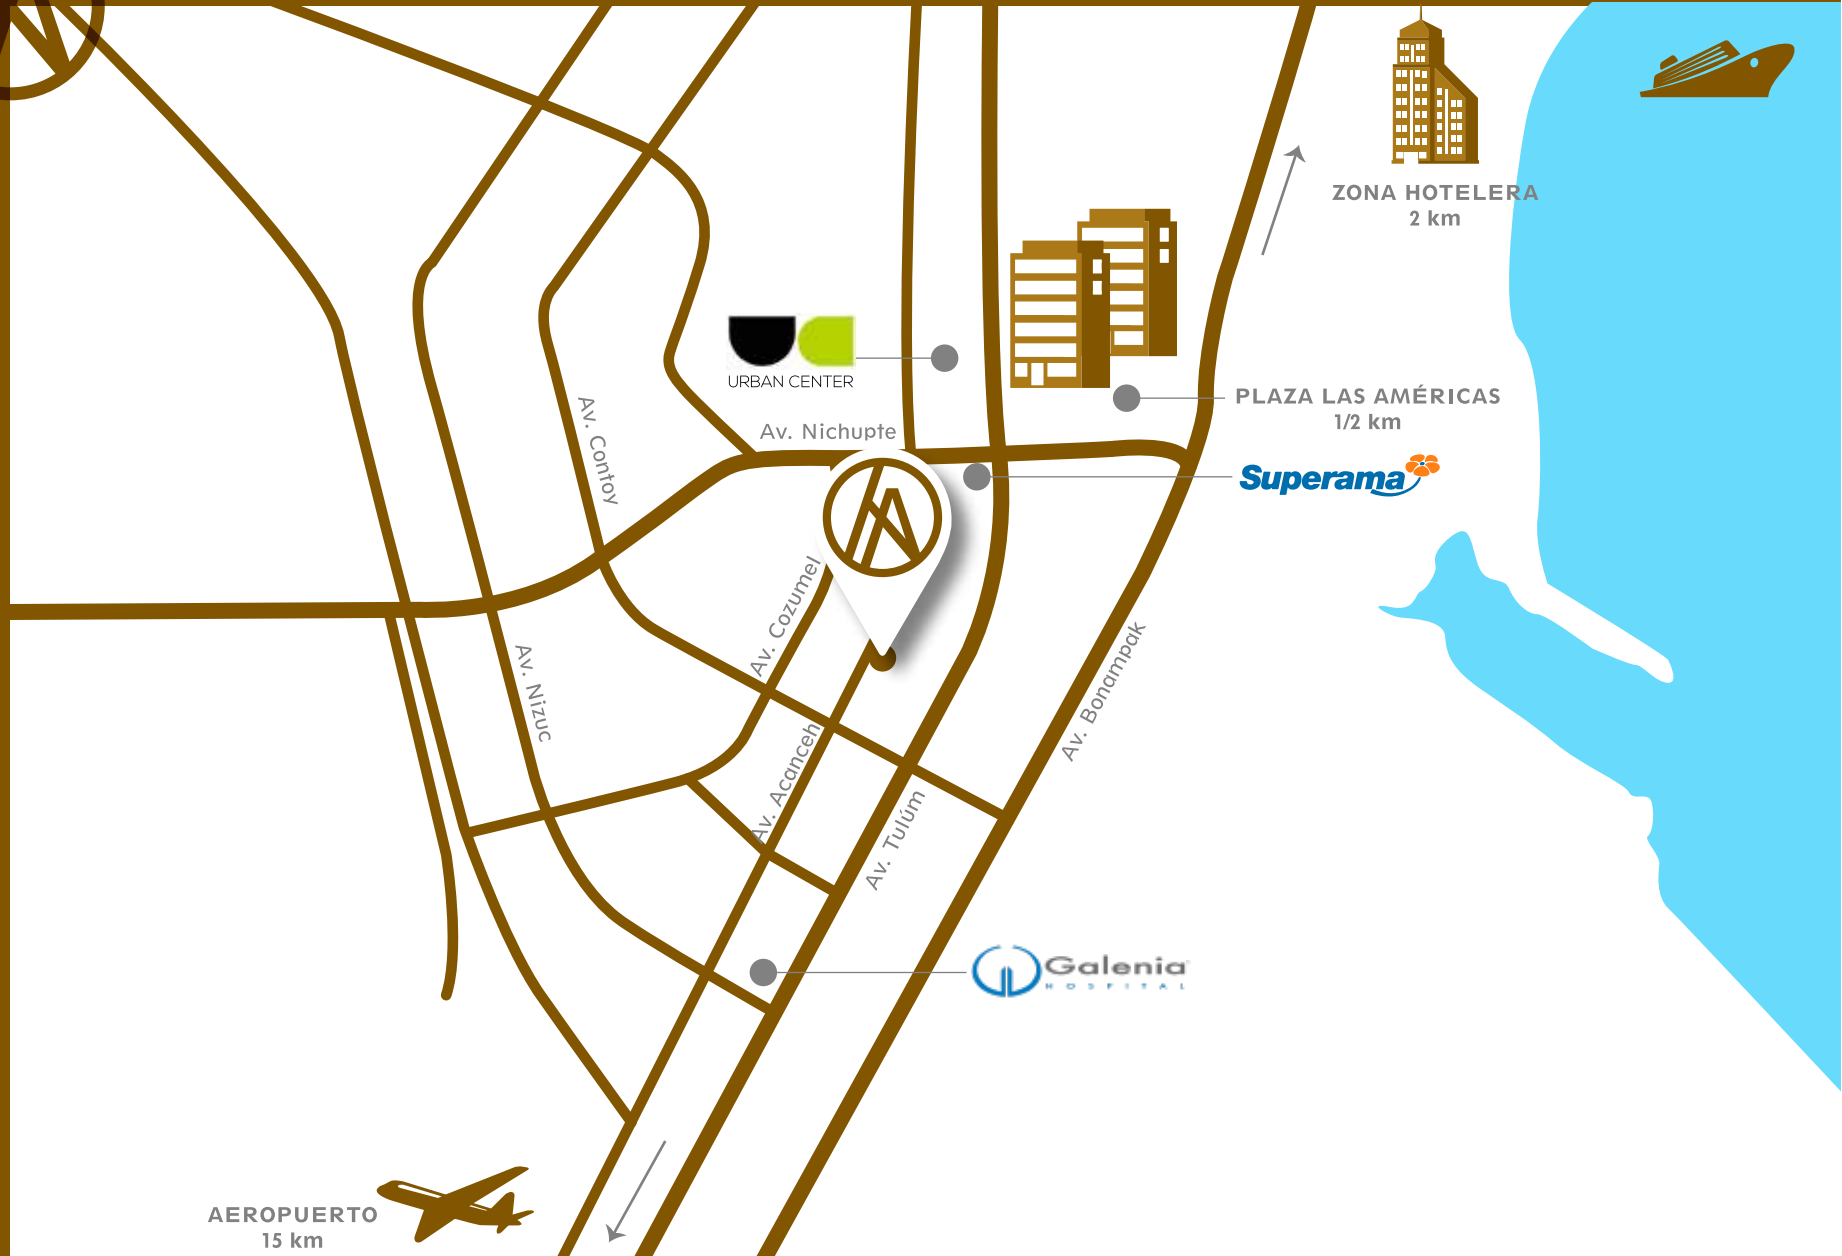 ZONA HOTELERA
2 km
URBAN CENTER
PLAZA LAS AMÉRICAS
1/2 km
Av. Contoy
Av. Nichupte
Superama
Av. Cozumel
Av. Nizuc
Av. Bonampak
Av. Acanceh
Av. Tulúm
Galenia
HOSPITAL
AEROPUERTO
15 km